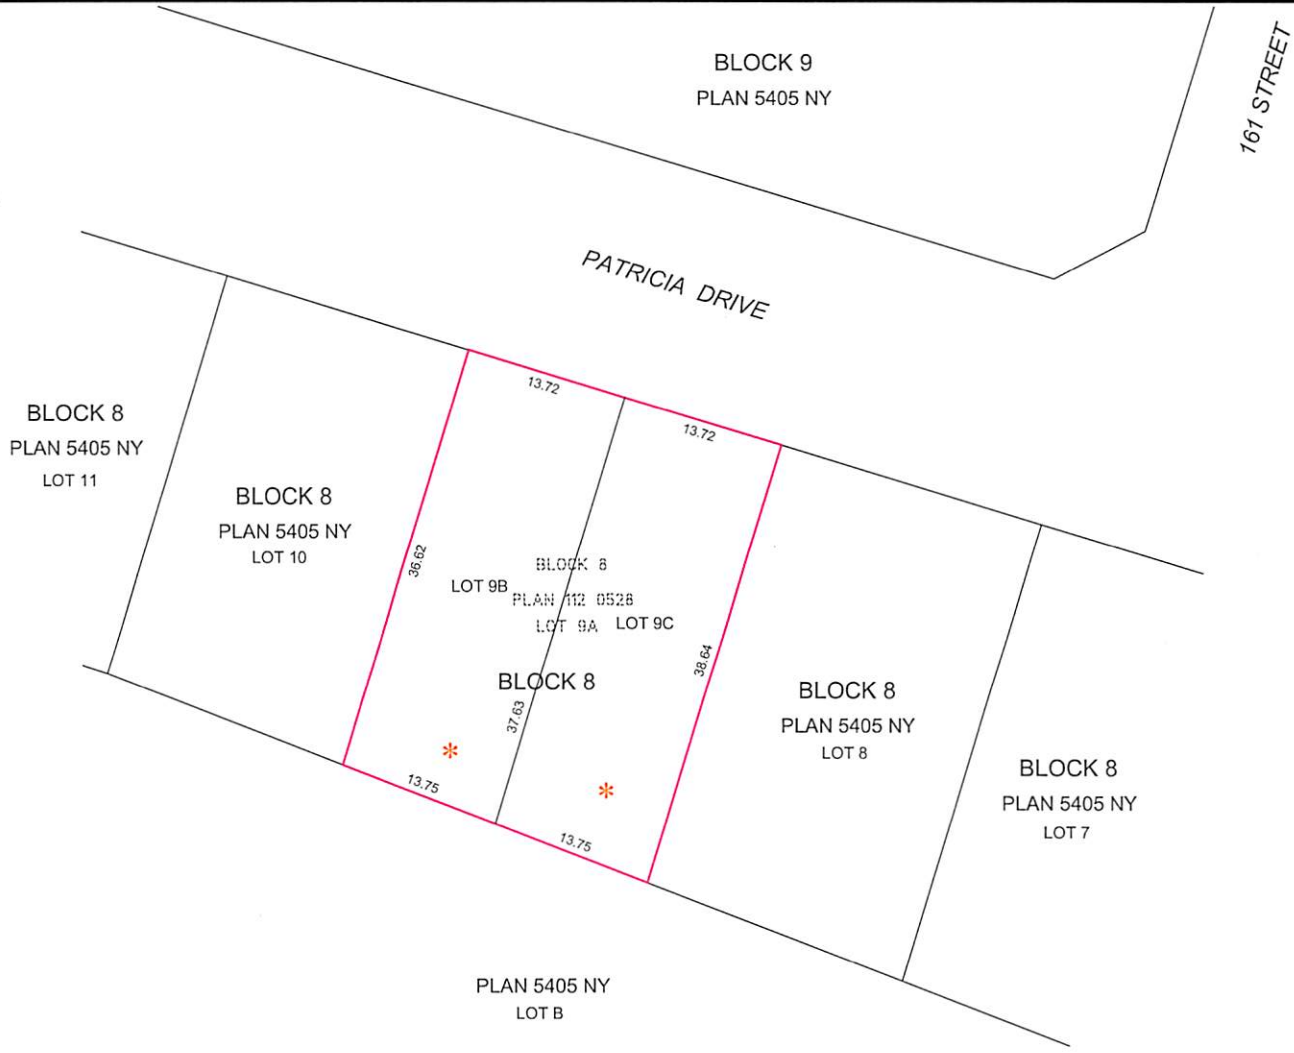 BLOCK 9
PLAN 5405 NY
161 STREET
PATRICIA DRIVE
13.72
13.72
BLOCK 8
PLAN 5405 NY
LOT 11
BLOCK 8
PLAN 5405 NY
LOT 10
36.62
LOT 9B
BLOCK 8
PLAN 112 0528
LOT 9A
LOT 9C
BLOCK 8
37.63
38.64
*
*
13.75
13.75
BLOCK 8
PLAN 5405 NY
LOT 8
BLOCK 8
PLAN 5405 NY
LOT 7
PLAN 5405 NY
LOT B